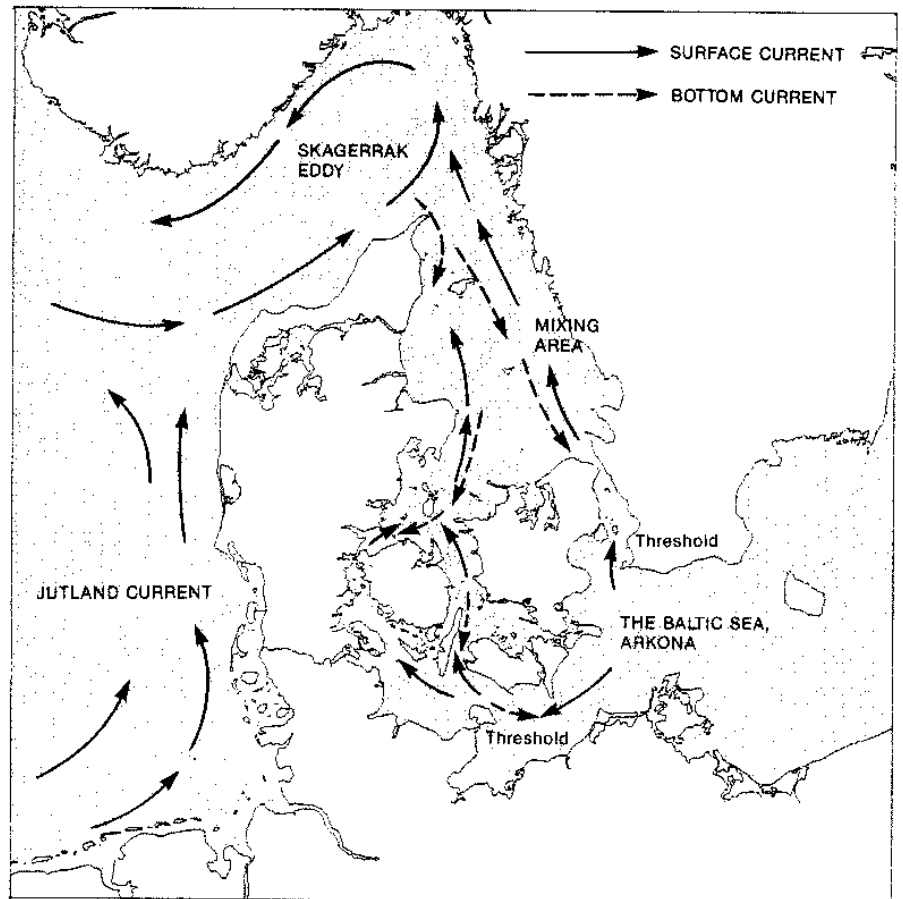 SURFACE CURRENT
BOTTOM CURRENT
SKAGERRAK
EDDY
MIXING
AREA
Threshold
JUTLAND CURRENT
THE BALTIC SEA,
ARKONA
Threshold